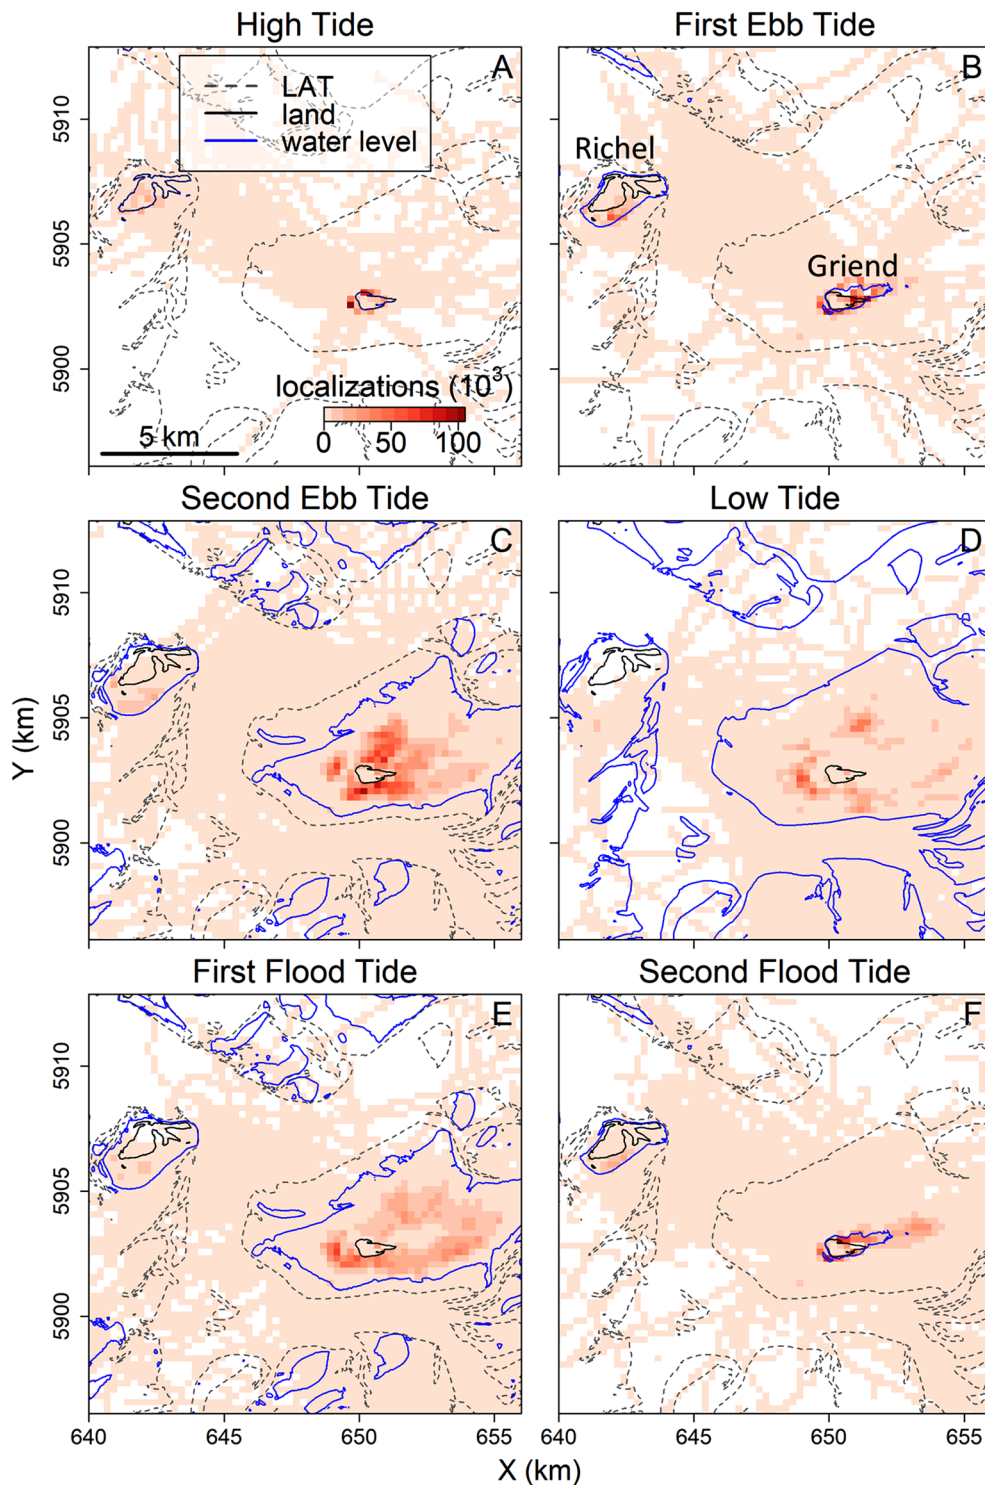 High Tide
First Ebb Tide
A
B
LAT
land
water level
Richel
Griend
5910
5905
5900
localizations (10³)
0 50 100
5 km
Second Ebb Tide
Low Tide
C
D
5910
5905
5900
Y (km)
First Flood Tide
Second Flood Tide
E
F
5910
5905
5900
640 645 650 655
640 645 650 655
X (km)